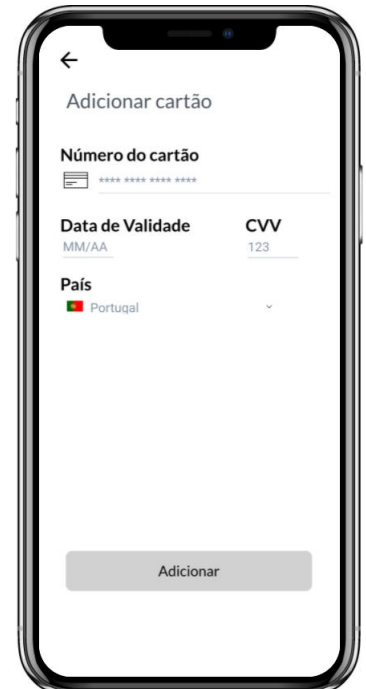 Adicionar cartão
Número do cartão
**** **** **** ****
Data de Validade CVV
MM/AA 123
País
Portugal
Adicionar